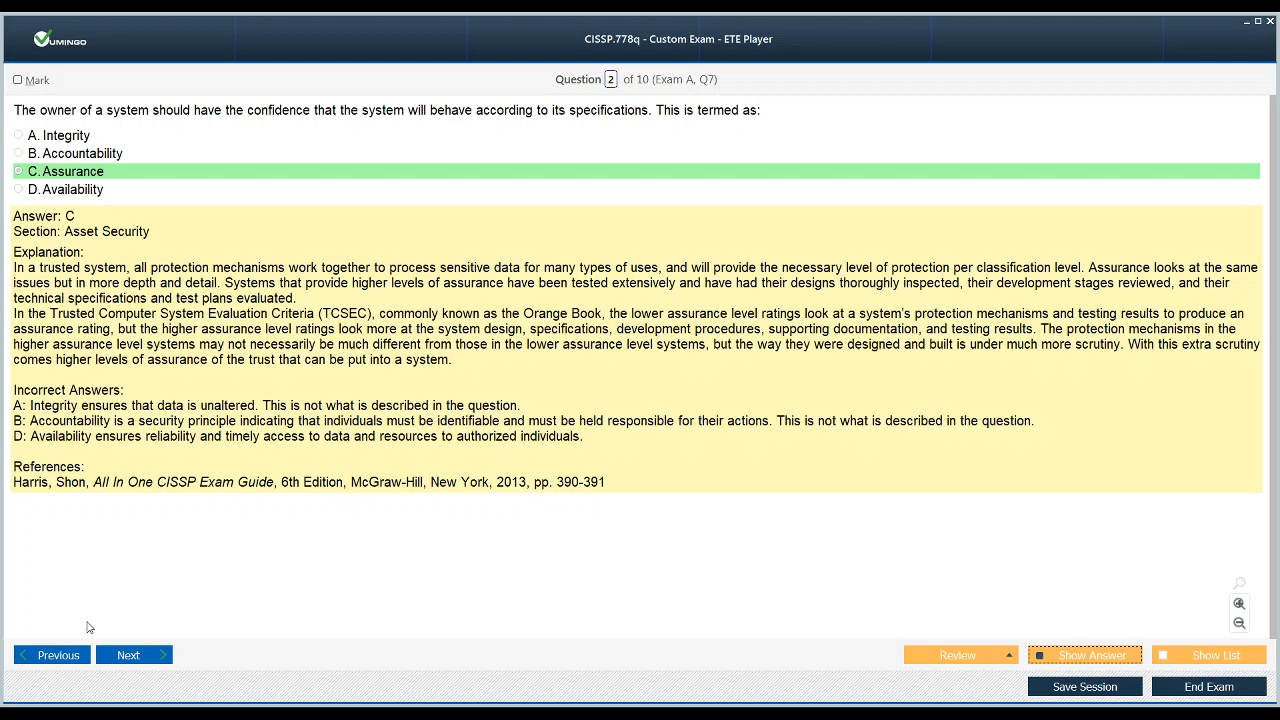 VUMINGO
CISSP.778q - Custom Exam - ETE Player
Mark
Question 2 of 10 (Exam A, Q7)
The owner of a system should have the confidence that the system will behave according to its specifications. This is termed as:
A. Integrity
B. Accountability
C. Assurance
D. Availability
Answer: C
Section: Asset Security
Explanation:
In a trusted system, all protection mechanisms work together to process sensitive data for many types of uses, and will provide the necessary level of protection per classification level. Assurance looks at the same
issues but in more depth and detail. Systems that provide higher levels of assurance have been tested extensively and have had their designs thoroughly inspected, their development stages reviewed, and their
technical specifications and test plans evaluated.
In the Trusted Computer System Evaluation Criteria (TCSEC), commonly known as the Orange Book, the lower assurance level ratings look at a system's protection mechanisms and testing results to produce an
assurance rating, but the higher assurance level ratings look more at the system design, specifications, development procedures, supporting documentation, and testing results. The protection mechanisms in the
higher assurance level systems may not necessarily be much different from those in the lower assurance level systems, but the way they were designed and built is under much more scrutiny. With this extra scrutiny
comes higher levels of assurance of the trust that can be put into a system.
Incorrect Answers:
A: Integrity ensures that data is unaltered. This is not what is described in the question.
B: Accountability is a security principle indicating that individuals must be identifiable and must be held responsible for their actions. This is not what is described in the question.
D: Availability ensures reliability and timely access to data and resources to authorized individuals.
References:
Harris, Shon, All In One CISSP Exam Guide, 6th Edition, McGraw-Hill, New York, 2013, pp. 390-391
Previous
Next
Review
Show Answer
Show List
Save Session
End Exam